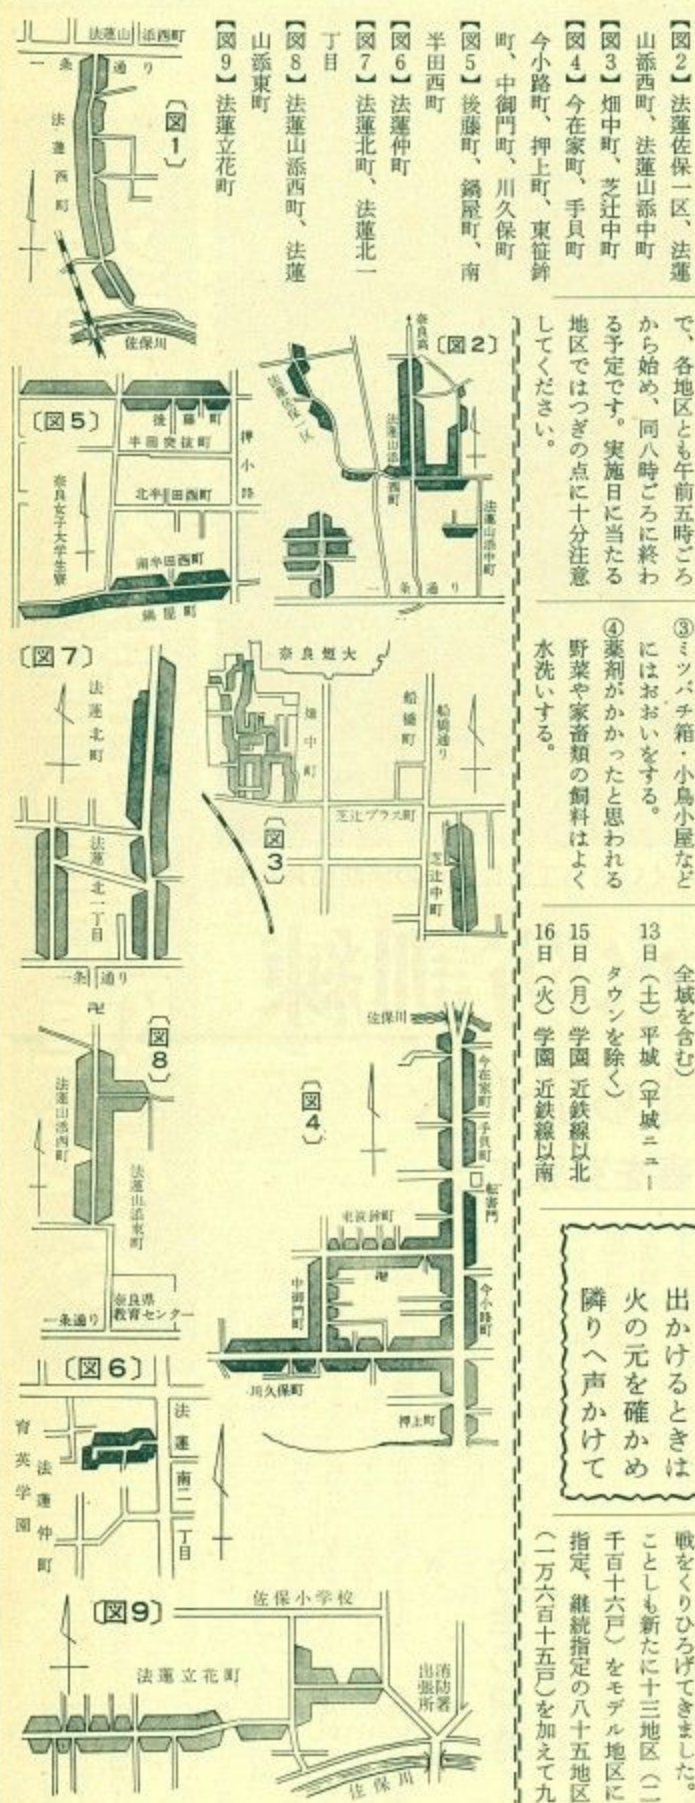 【図2】法蓮佐保一区、法蓮
山添西町、法蓮山添中町
【図3】畑中町、芝辻中町
【図4】今在家町、手貝町
今小路町、押上町、東笹鉾
町、中御門町、川久保町
【図5】後藤町、鍋屋町、南
半田西町
【図6】法蓮仲町
【図7】法蓮北町、法蓮北一
丁目
【図8】法蓮山添西町、法蓮
山添東町
【図9】法蓮立花町
〔図1〕
法蓮山添西町
一条通り
法蓮西町
佐保川
〔図2〕
奈良高
法蓮佐保一区
法蓮山添西町
法蓮山添中町
一条通り
〔図5〕
後藤町
半田突抜町
押小路
北半田西町
奈良女子大学生寮
南半田西町
鍋屋町
〔図7〕
法蓮北町
法蓮北一丁目
一条通り
奈良短大
畑中町
船橋町
船橋通り
芝辻プラス町
〔図3〕
芝辻中町
〔図8〕
法蓮山添西町
法蓮山添東町
奈良県
教育センター
一条通り
〔図4〕
佐保川
今在家町
手貝町
転害門
東笹鉾町
中御門町
今小路町
川久保町
押上町
〔図6〕
法蓮南二丁目
育英学園
法蓮仲町
〔図9〕
佐保小学校
法蓮立花町
消防署
出張所
佐保川
で、各地区とも午前五時ごろ
から始め、同八時ごろに終わ
る予定です。実施日に当たる
地区ではつぎの点に十分注意
してください。
③ミツバチ箱・小鳥小屋など
にはおおいをする。
④薬剤がかかったと思われる
野菜や家畜類の飼料はよく
水洗いする。
全域を含む)
13日(土)平城(平城ニュー
タウンを除く)
15日(月)学園 近鉄線以北
16日(火)学園 近鉄線以南
出かけるときは
火の元を確かめ
隣りへ声かけて
戦をくりひろげてきました。
ことしも新たに十三地区(二
千百十六戸)をモデル地区に
指定、継続指定の八十五地区
(一万六百十五戸)を加えて九